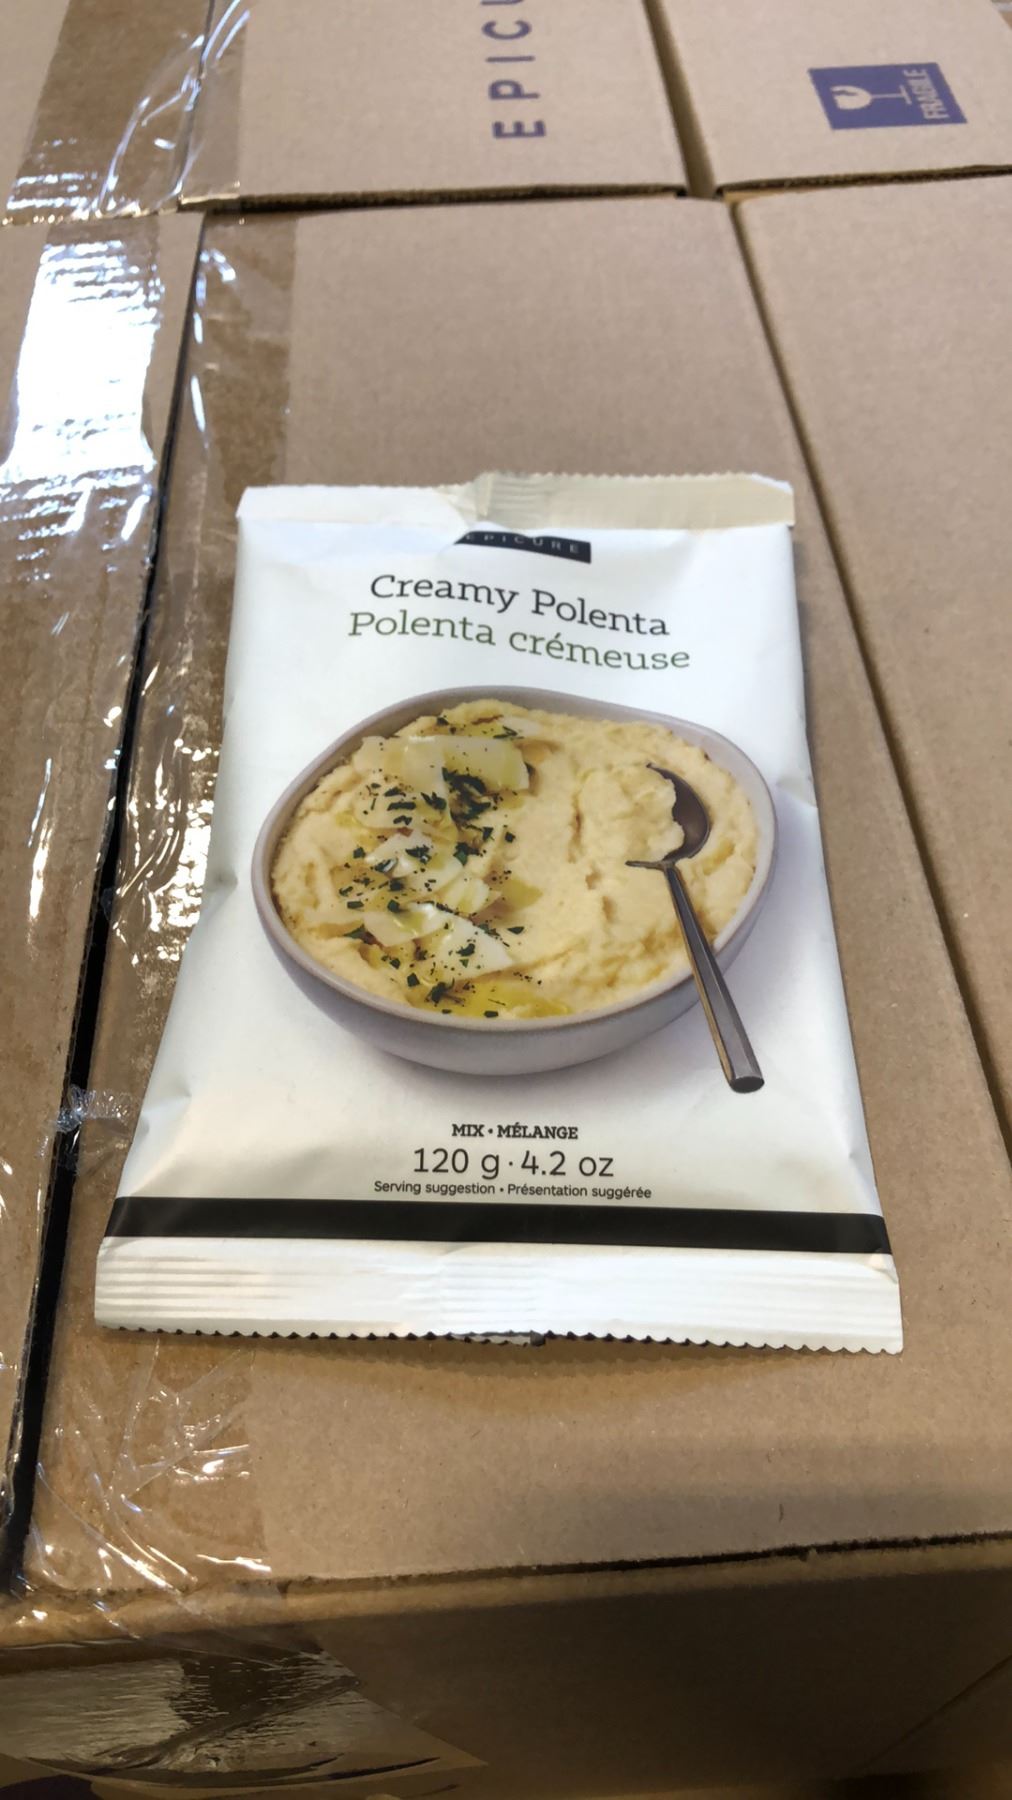 EPICU
FRAGILE
EPICURE
Creamy Polenta
Polenta crémeuse
MIX • MÉLANGE
120 g · 4.2 oz
Serving suggestion • Présentation suggérée